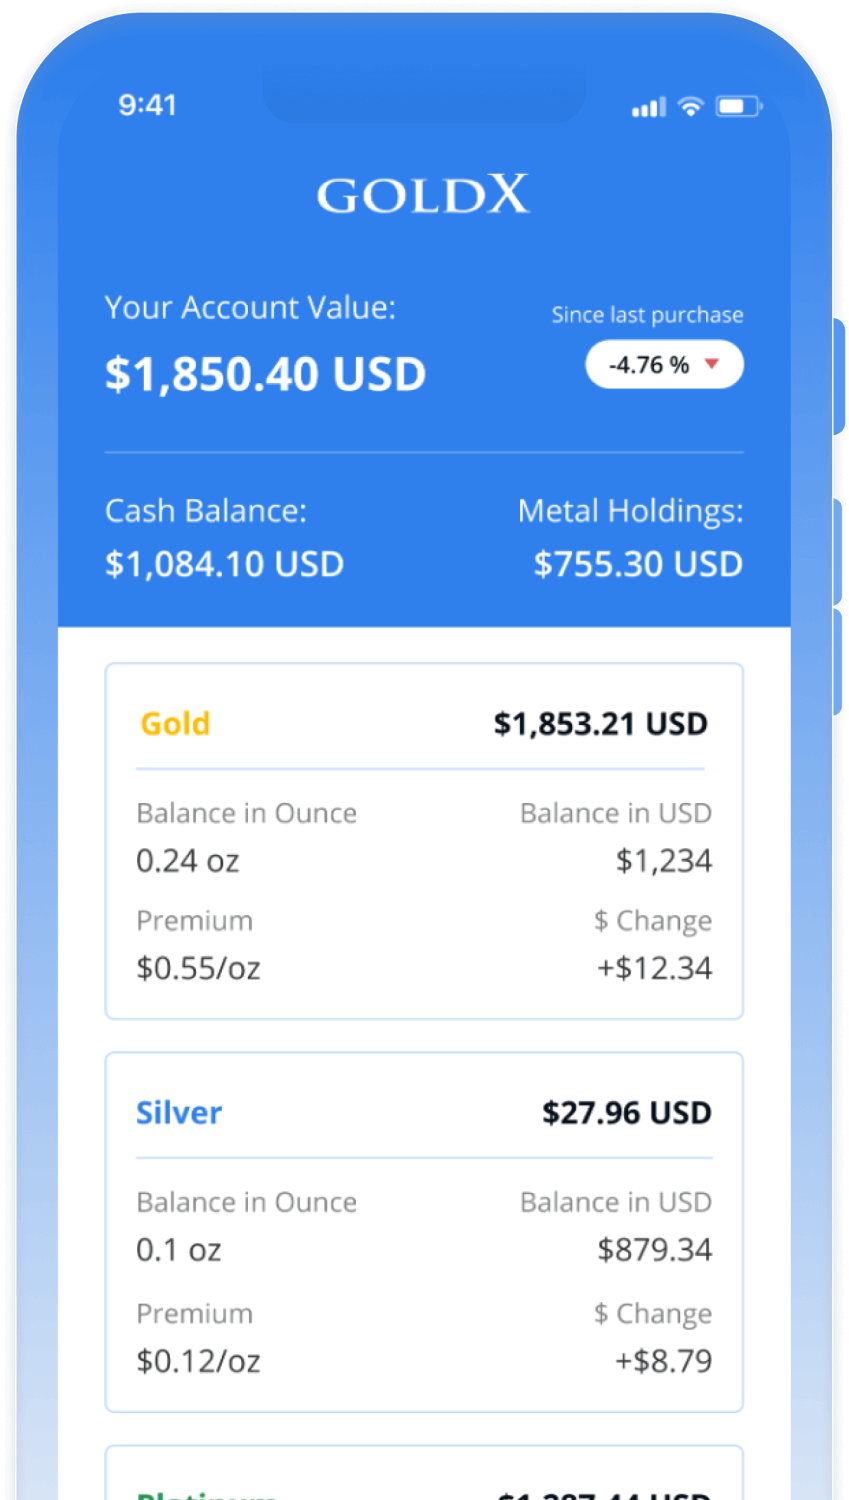 9:41
GOLDX
Your Account Value:
Since last purchase
$1,850.40 USD
-4.76 %
Cash Balance:
Metal Holdings:
$1,084.10 USD
$755.30 USD
Gold
$1,853.21 USD
Balance in Ounce
Balance in USD
0.24 oz
$1,234
Premium
$ Change
$0.55/oz
+$12.34
Silver
$27.96 USD
Balance in Ounce
Balance in USD
0.1 oz
$879.34
Premium
$ Change
$0.12/oz
+$8.79
Platinum